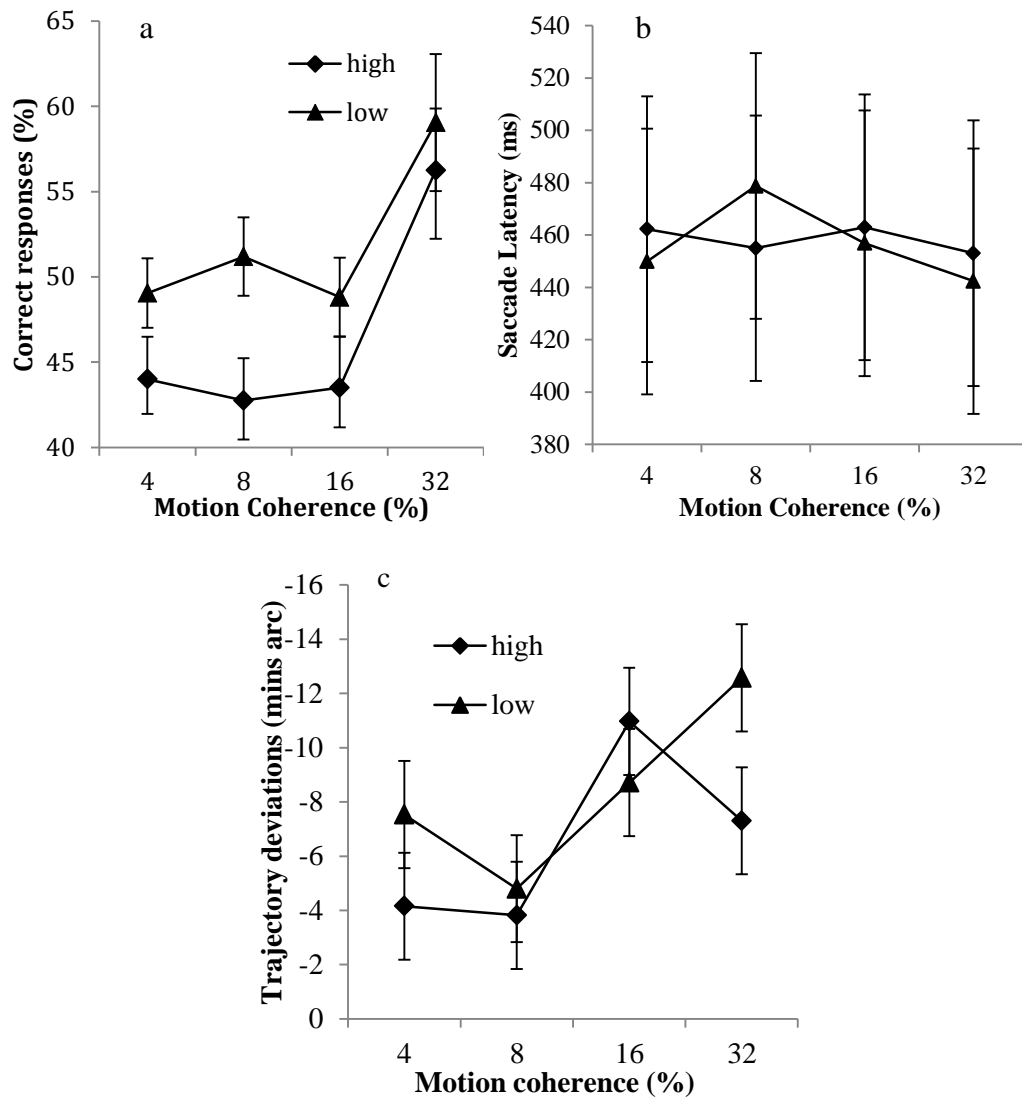 a
Correct responses (%)
65
60
55
50
45
40
high
low
4 8 16 32
Motion Coherence (%)
b
Saccade Latency (ms)
540
520
500
480
460
440
420
400
380
4 8 16 32
Motion Coherence (%)
c
Trajectory deviations (mins arc)
-16
-14
-12
-10
-8
-6
-4
-2
0
high
low
4 8 16 32
Motion coherence (%)